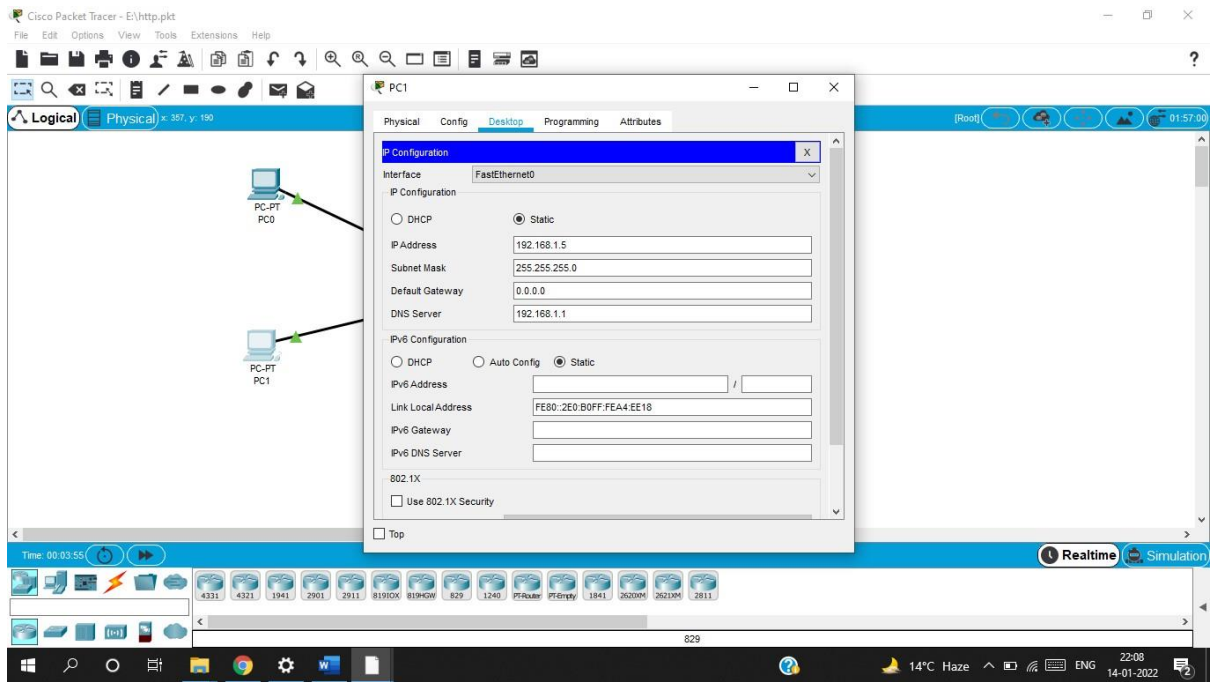 Cisco Packet Tracer - E:\http.pkt
File Edit Options View Tools Extensions Help
?
PC1
Logical Physical x: 357, y: 190
[Root] 01:57:00
Physical Config Desktop Programming Attributes
IP Configuration X
Interface FastEthernet0
IP Configuration
DHCP Static
IP Address 192.168.1.5
Subnet Mask 255.255.255.0
Default Gateway 0.0.0.0
DNS Server 192.168.1.1
IPv6 Configuration
DHCP Auto Config Static
IPv6 Address /
Link Local Address FE80::2E0:B0FF:FEA4:EE18
IPv6 Gateway
IPv6 DNS Server
802.1X
Use 802.1X Security
Top
PC-PT
PC0
PC-PT
PC1
Time: 00:03:55 Realtime Simulation
4331 4321 1941 2901 2911 819IOX 819HGW 829 1240 PT-Router PT-Empty 1841 2620XM 2621XM 2811
829
14°C Haze ENG 22:08
14-01-2022 2